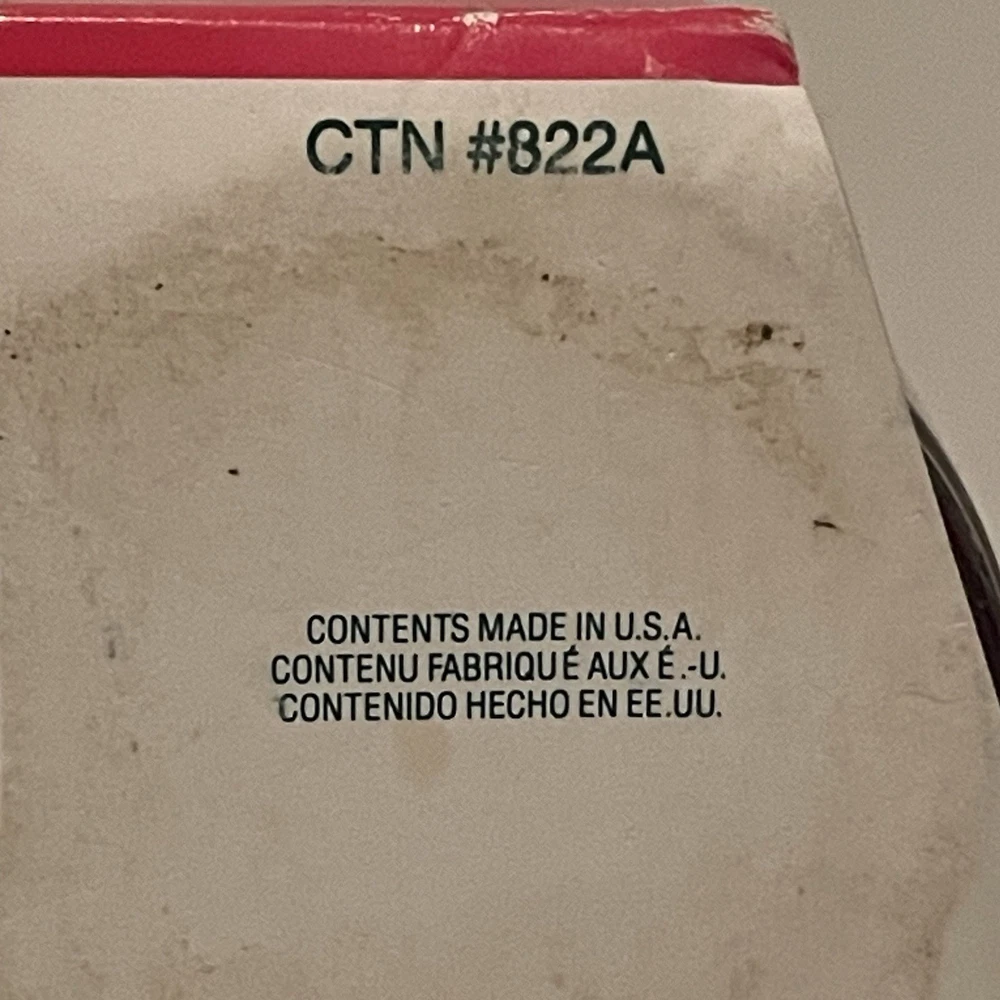 CTN #822A
CONTENTS MADE IN U.S.A.
CONTENU FABRIQUÉ AUX É.-U.
CONTENIDO HECHO EN EE.UU.